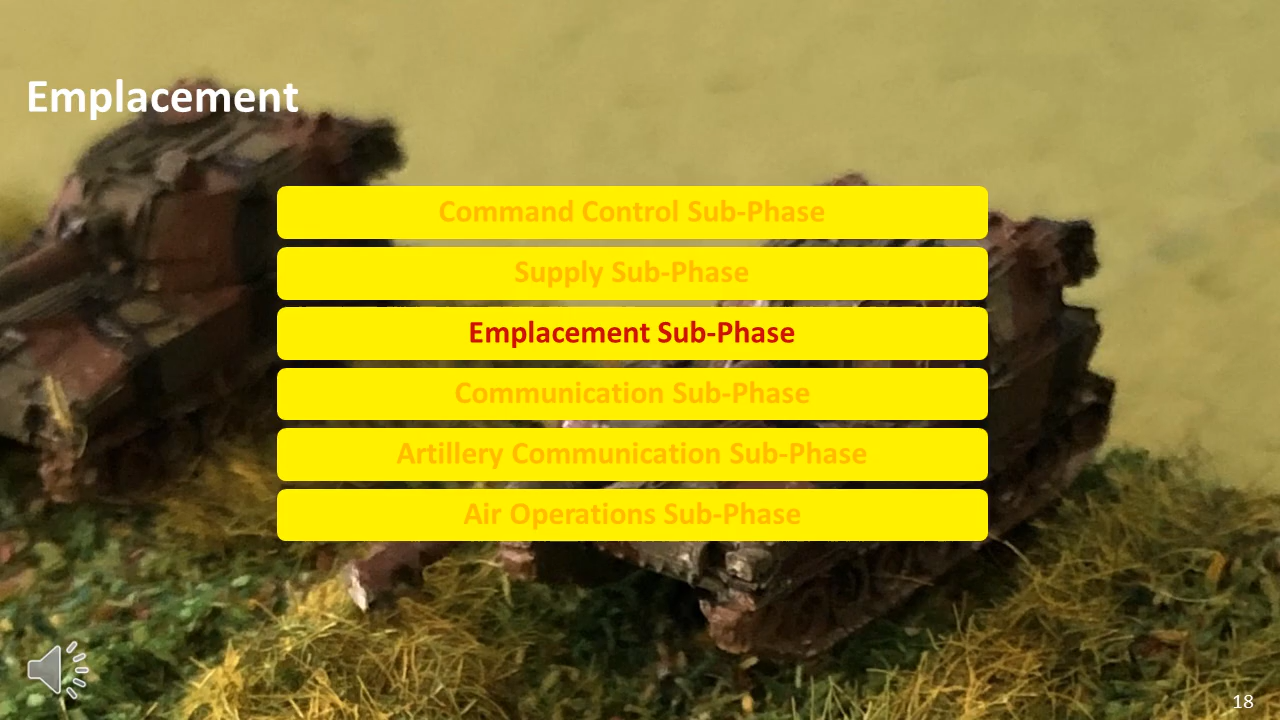 Emplacement
Command Control Sub-Phase
Supply Sub-Phase
Emplacement Sub-Phase
Communication Sub-Phase
Artillery Communication Sub-Phase
Air Operations Sub-Phase
18